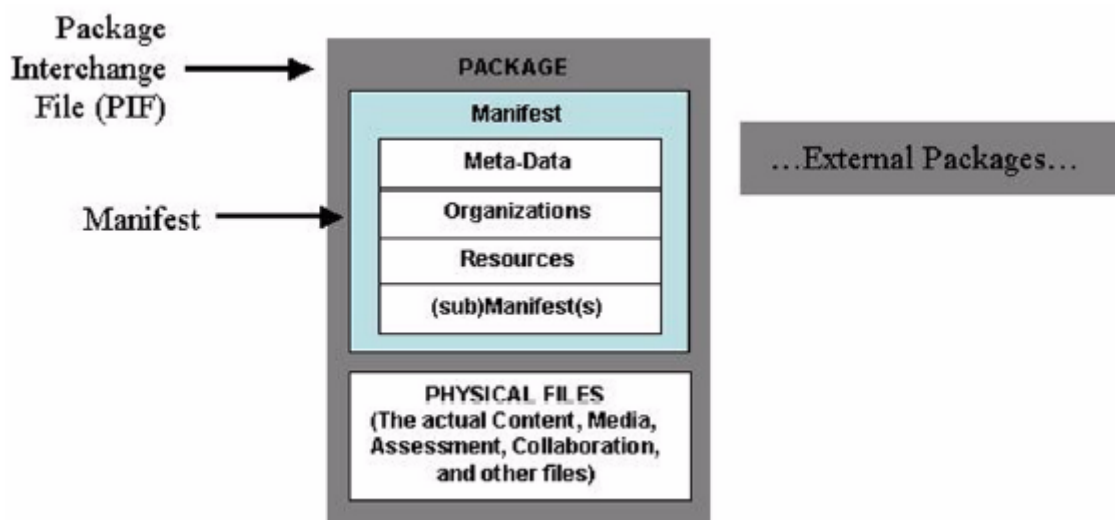 Package
Interchange
File (PIF)
PACKAGE
Manifest
Meta-Data
Organizations
Resources
(sub)Manifest(s)
Manifest
...External Packages...
PHYSICAL FILES
(The actual Content, Media,
Assessment, Collaboration,
and other files)